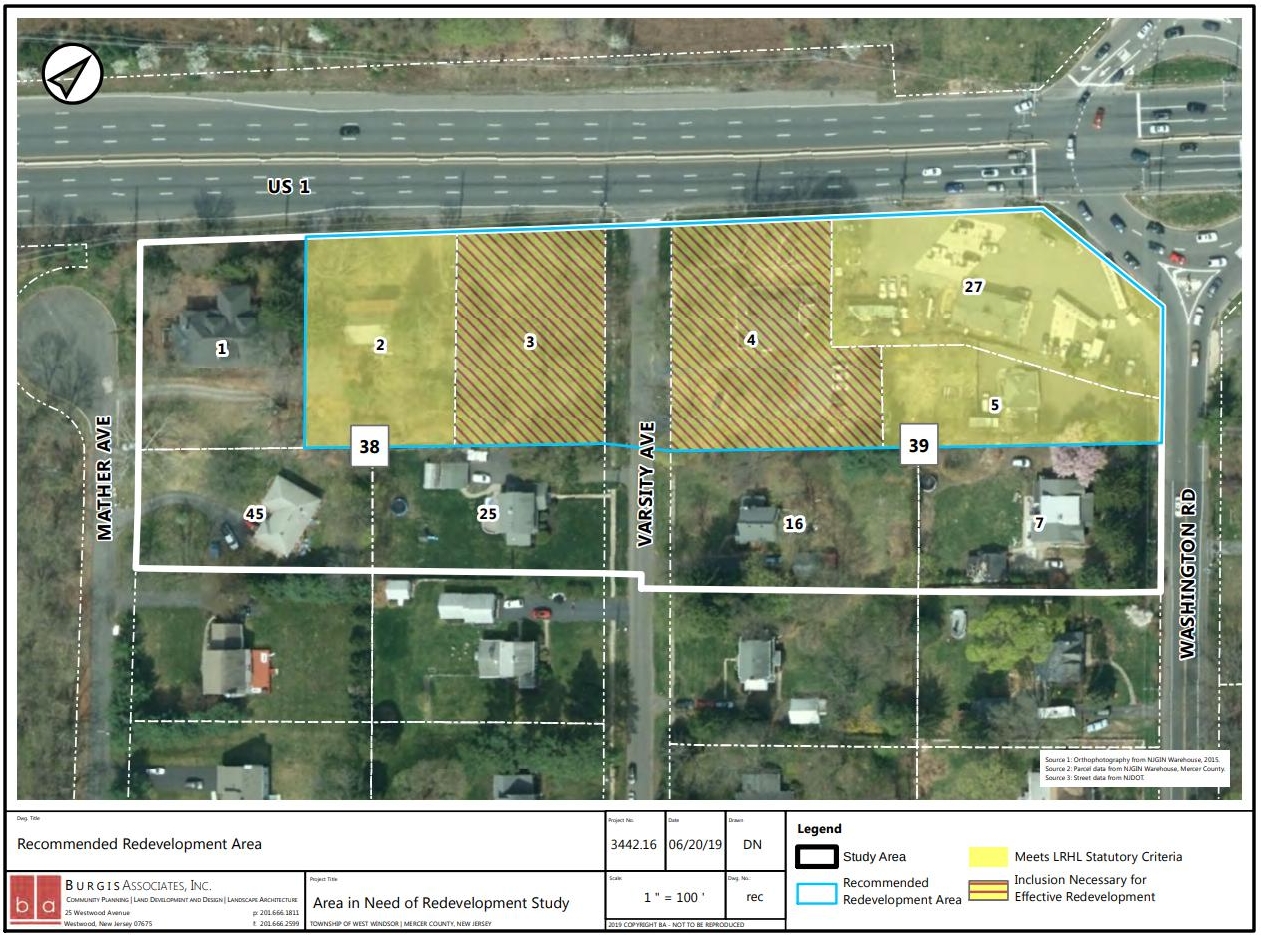 US 1
1
2
3
4
27
5
38
39
MATHER AVE
VARSITY AVE
WASHINGTON RD
45
25
16
7
Source 1: Orthophotography from NJGIN Warehouse, 2015.
Source 2: Parcel data from NJGIN Warehouse, Mercer County.
Source 3: Street data from NJDOT.
Dwg. Title
Recommended Redevelopment Area
Project No.
3442.16
Date
06/20/19
Drawn
DN
ba
BURGIS ASSOCIATES, INC.
COMMUNITY PLANNING | LAND DEVELOPMENT AND DESIGN | LANDSCAPE ARCHITECTURE
25 Westwood Avenue
p: 201.666.1811
Westwood, New Jersey 07675
f: 201.666.2599
Project Title
Area in Need of Redevelopment Study
TOWNSHIP OF WEST WINDSOR | MERCER COUNTY, NEW JERSEY
Scale
1 " = 100 '
Dwg. No.
rec
2019 COPYRIGHT BA - NOT TO BE REPRODUCED
Legend
Study Area
Recommended
Redevelopment Area
Meets LRHL Statutory Criteria
Inclusion Necessary for
Effective Redevelopment